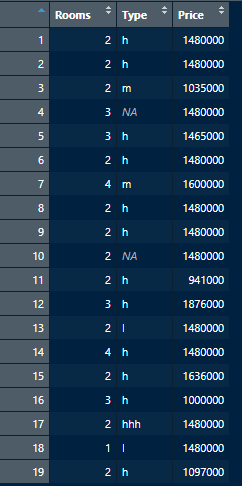 Rooms Type Price
1 2 h 1480000
2 2 h 1480000
3 2 m 1035000
4 3 NA 1480000
5 3 h 1465000
6 2 h 1480000
7 4 m 1600000
8 2 h 1480000
9 2 h 1480000
10 2 NA 1480000
11 2 h 941000
12 3 h 1876000
13 2 l 1480000
14 4 h 1480000
15 2 h 1636000
16 3 h 1000000
17 2 hhh 1480000
18 1 l 1480000
19 2 h 1097000